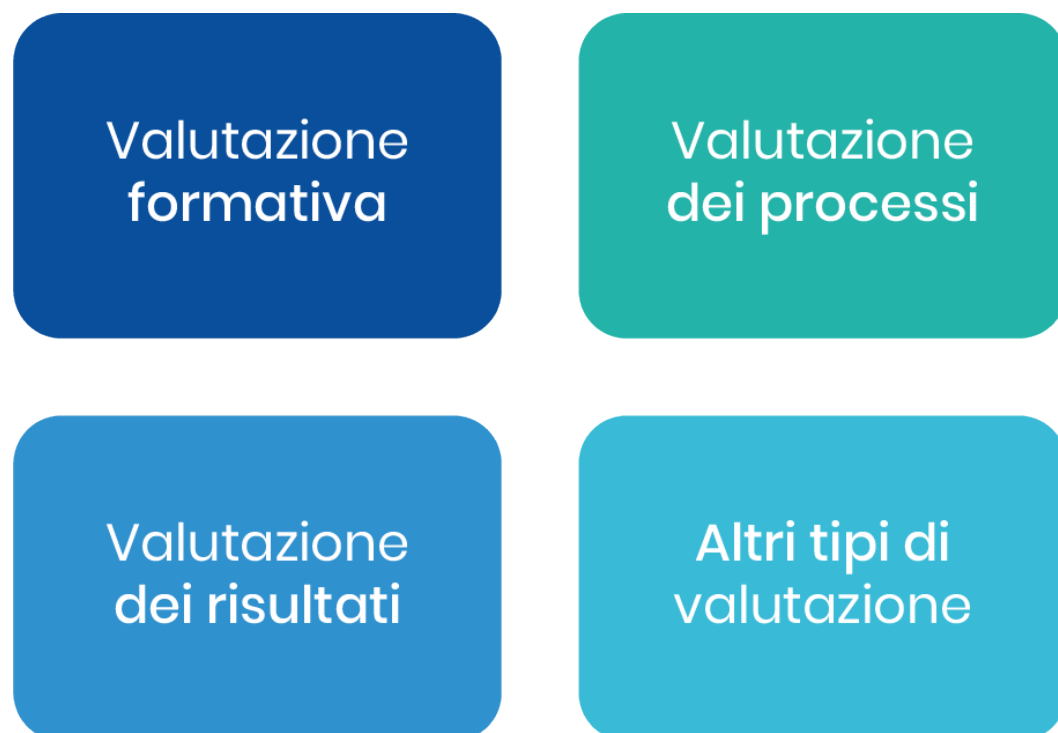 Valutazione
formativa
Valutazione
dei processi
Valutazione
dei risultati
Altri tipi di
valutazione